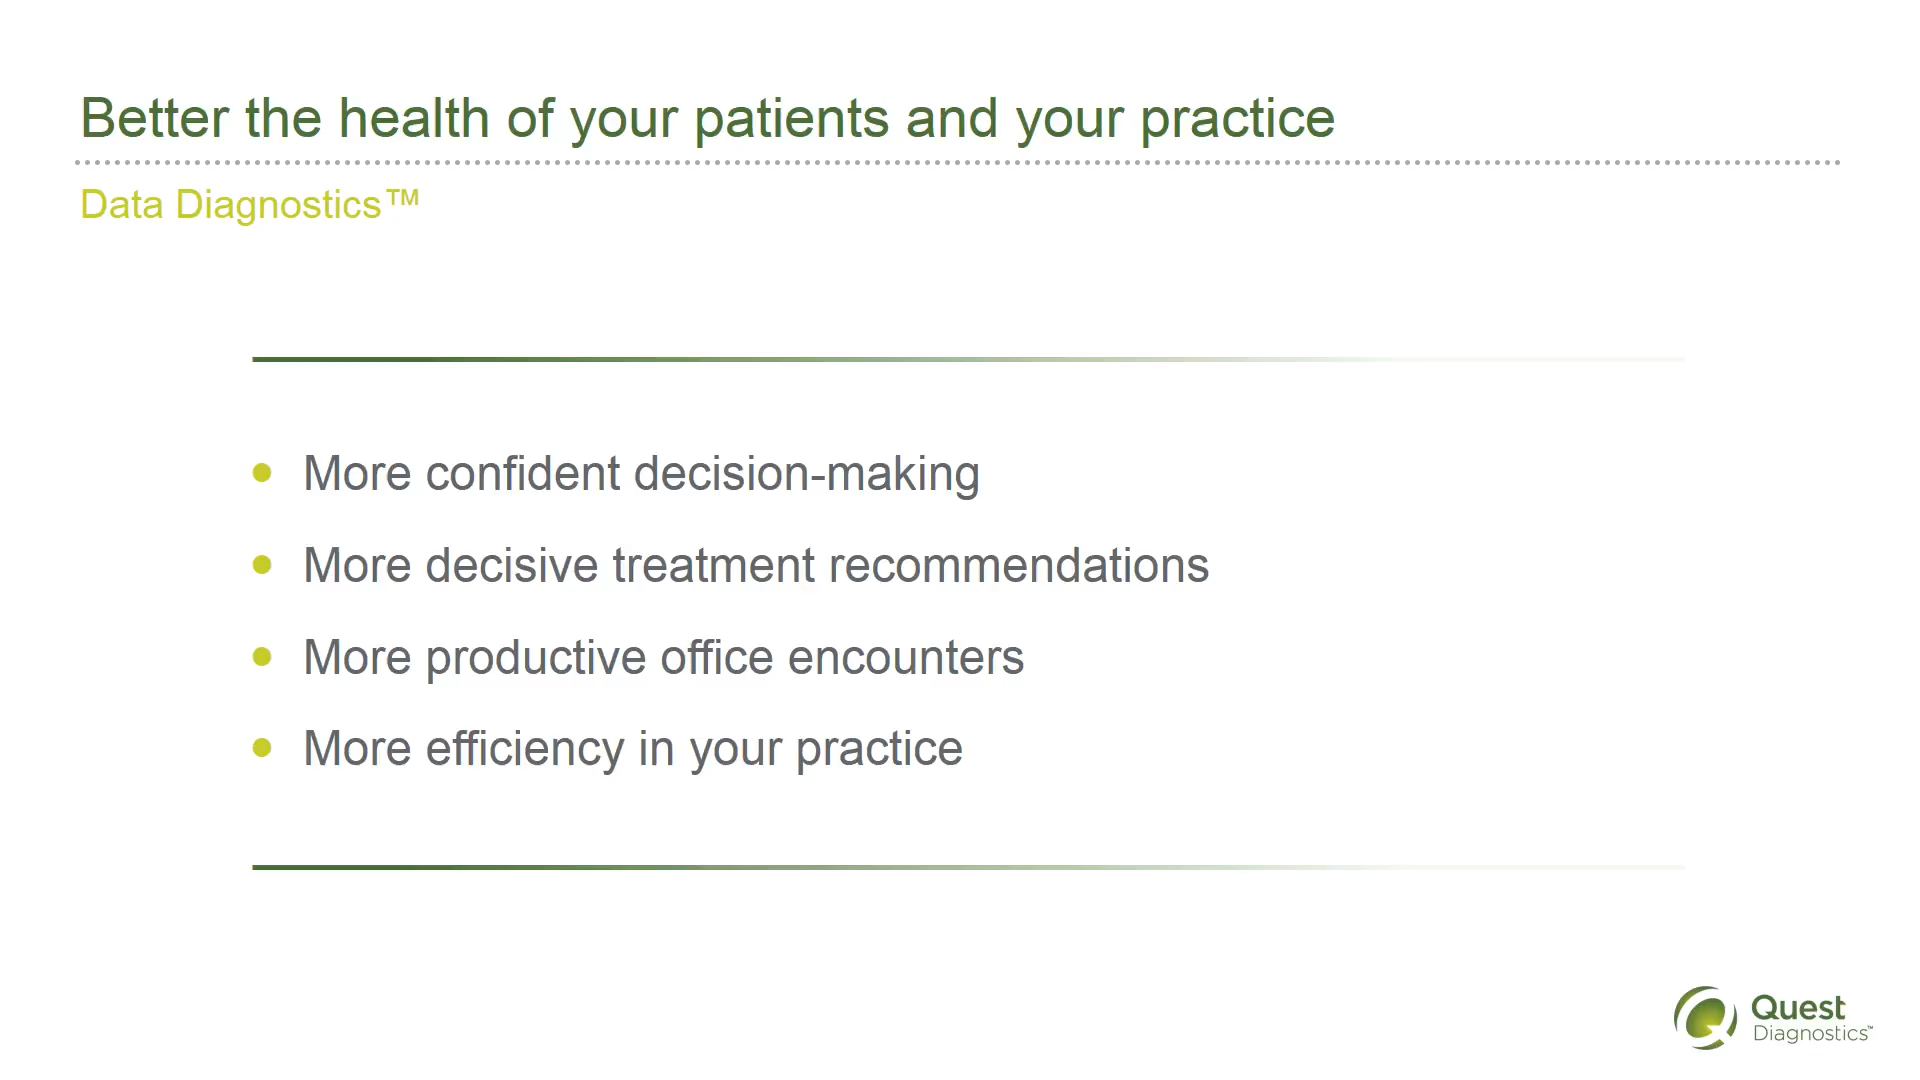 Better the health of your patients and your practice
Data Diagnostics™
• More confident decision-making
• More decisive treatment recommendations
• More productive office encounters
• More efficiency in your practice
Quest
Diagnostics™